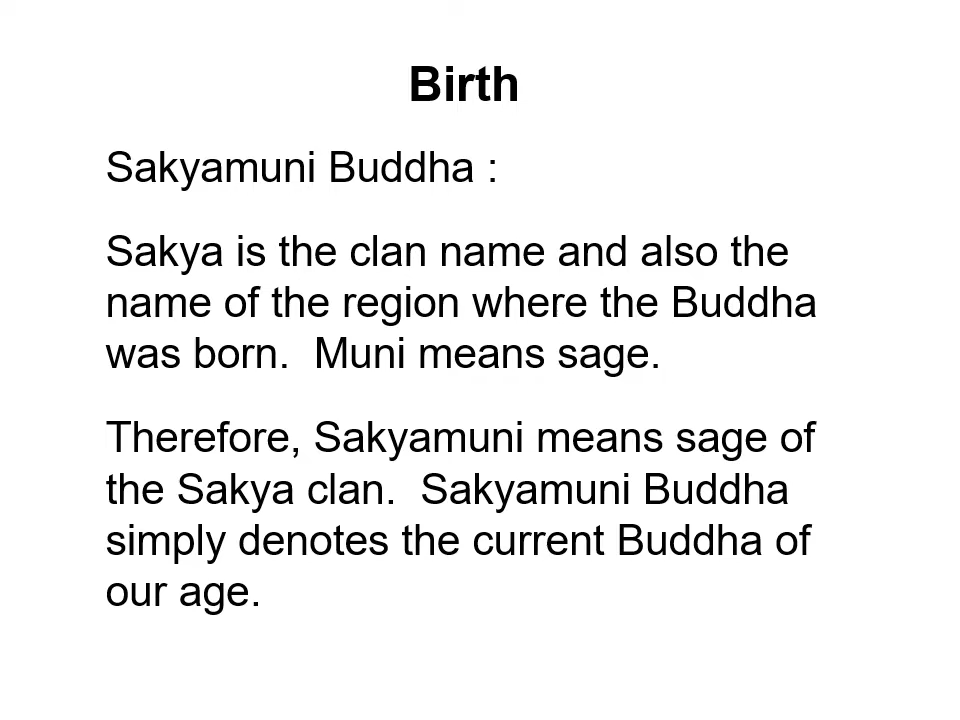 Birth
Sakyamuni Buddha :
Sakya is the clan name and also the
name of the region where the Buddha
was born.  Muni means sage.
Therefore, Sakyamuni means sage of
the Sakya clan.  Sakyamuni Buddha
simply denotes the current Buddha of
our age.